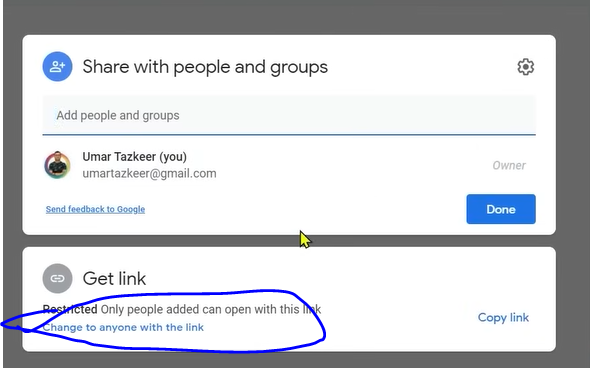 Share with people and groups
Add people and groups
Umar Tazkeer (you)
umartazkeer@gmail.com
Owner
Send feedback to Google
Done
Get link
Restricted Only people added can open with this link
Change to anyone with the link
Copy link